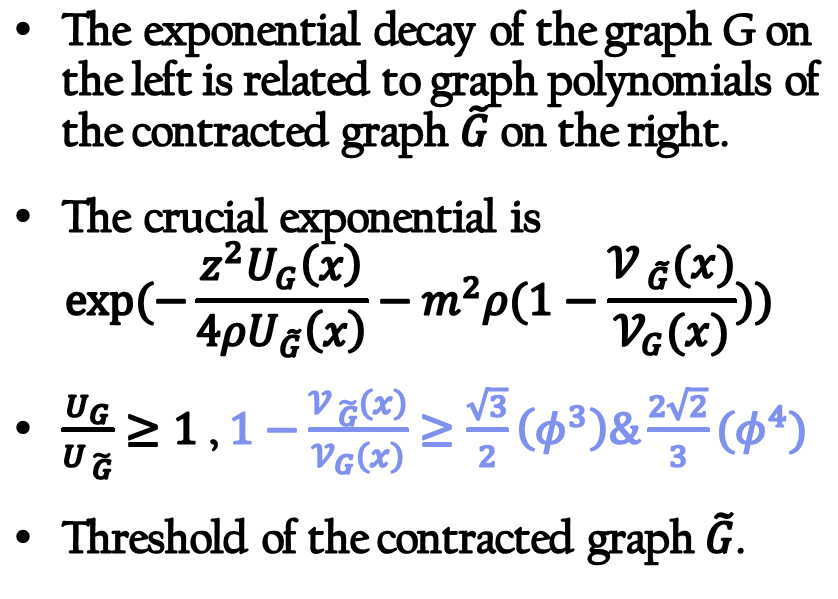 • The exponential decay of the graph G on
the left is related to graph polynomials of
the contracted graph G̃ on the right.
• The crucial exponential is
exp(− z²U_G(x) / 4ρU_G̃(x) − m²ρ(1 − 𝒱_G̃(x) / 𝒱_G(x)))
• U_G / U_G̃ ≥ 1 , 1 − 𝒱_G̃(x) / 𝒱_G(x) ≥ √3 / 2 (ϕ³)& 2√2 / 3 (ϕ⁴)
• Threshold of the contracted graph G̃.